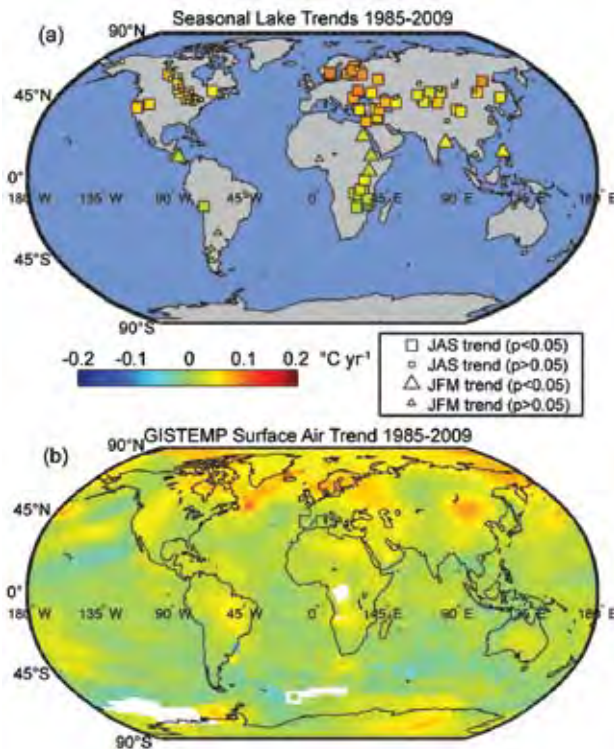 Seasonal Lake Trends 1985-2009
(a)
90°N
45°N
0°
180° W 135° W 90° W 45° W 0° 45° E 90° E 135° E 180° E
45°S
90°S
-0.2 -0.1 0 0.1 0.2 °C yr⁻¹
JAS trend (p<0.05)
JAS trend (p>0.05)
JFM trend (p<0.05)
JFM trend (p>0.05)
GISTEMP Surface Air Trend 1985-2009
(b)
90°N
45°N
0°
180° W 135° W 90° W 45° W 0° 45° E 90° E 135° E 180° E
45°S
90°S